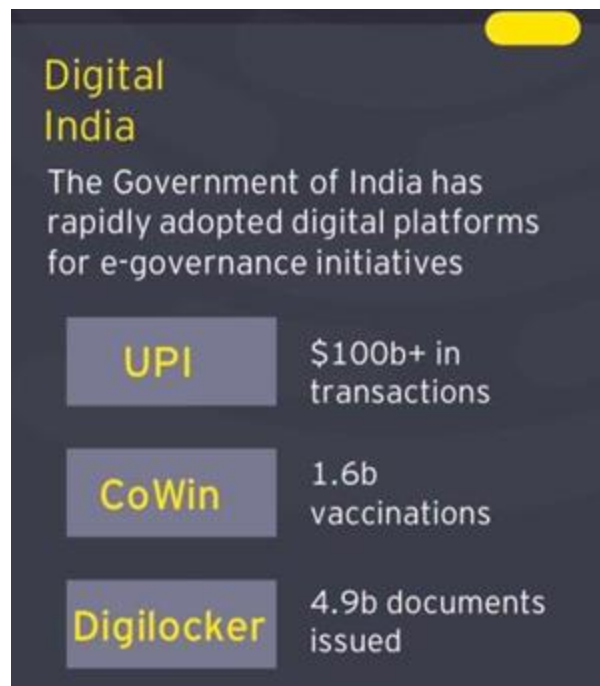 Digital
India
The Government of India has
rapidly adopted digital platforms
for e-governance initiatives
UPI
$100b+ in
transactions
CoWin
1.6b
vaccinations
Digilocker
4.9b documents
issued